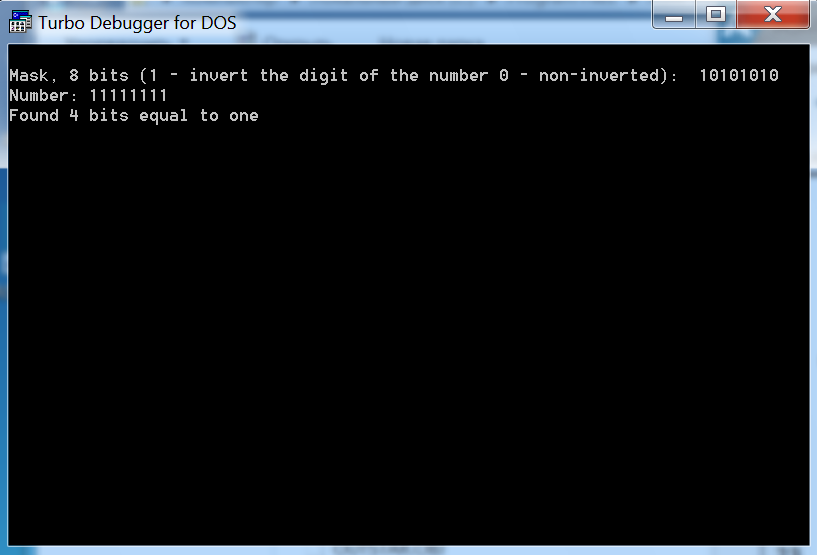 Turbo Debugger for DOS
Mask, 8 bits (1 - invert the digit of the number 0 - non-inverted):  10101010
Number: 11111111
Found 4 bits equal to one